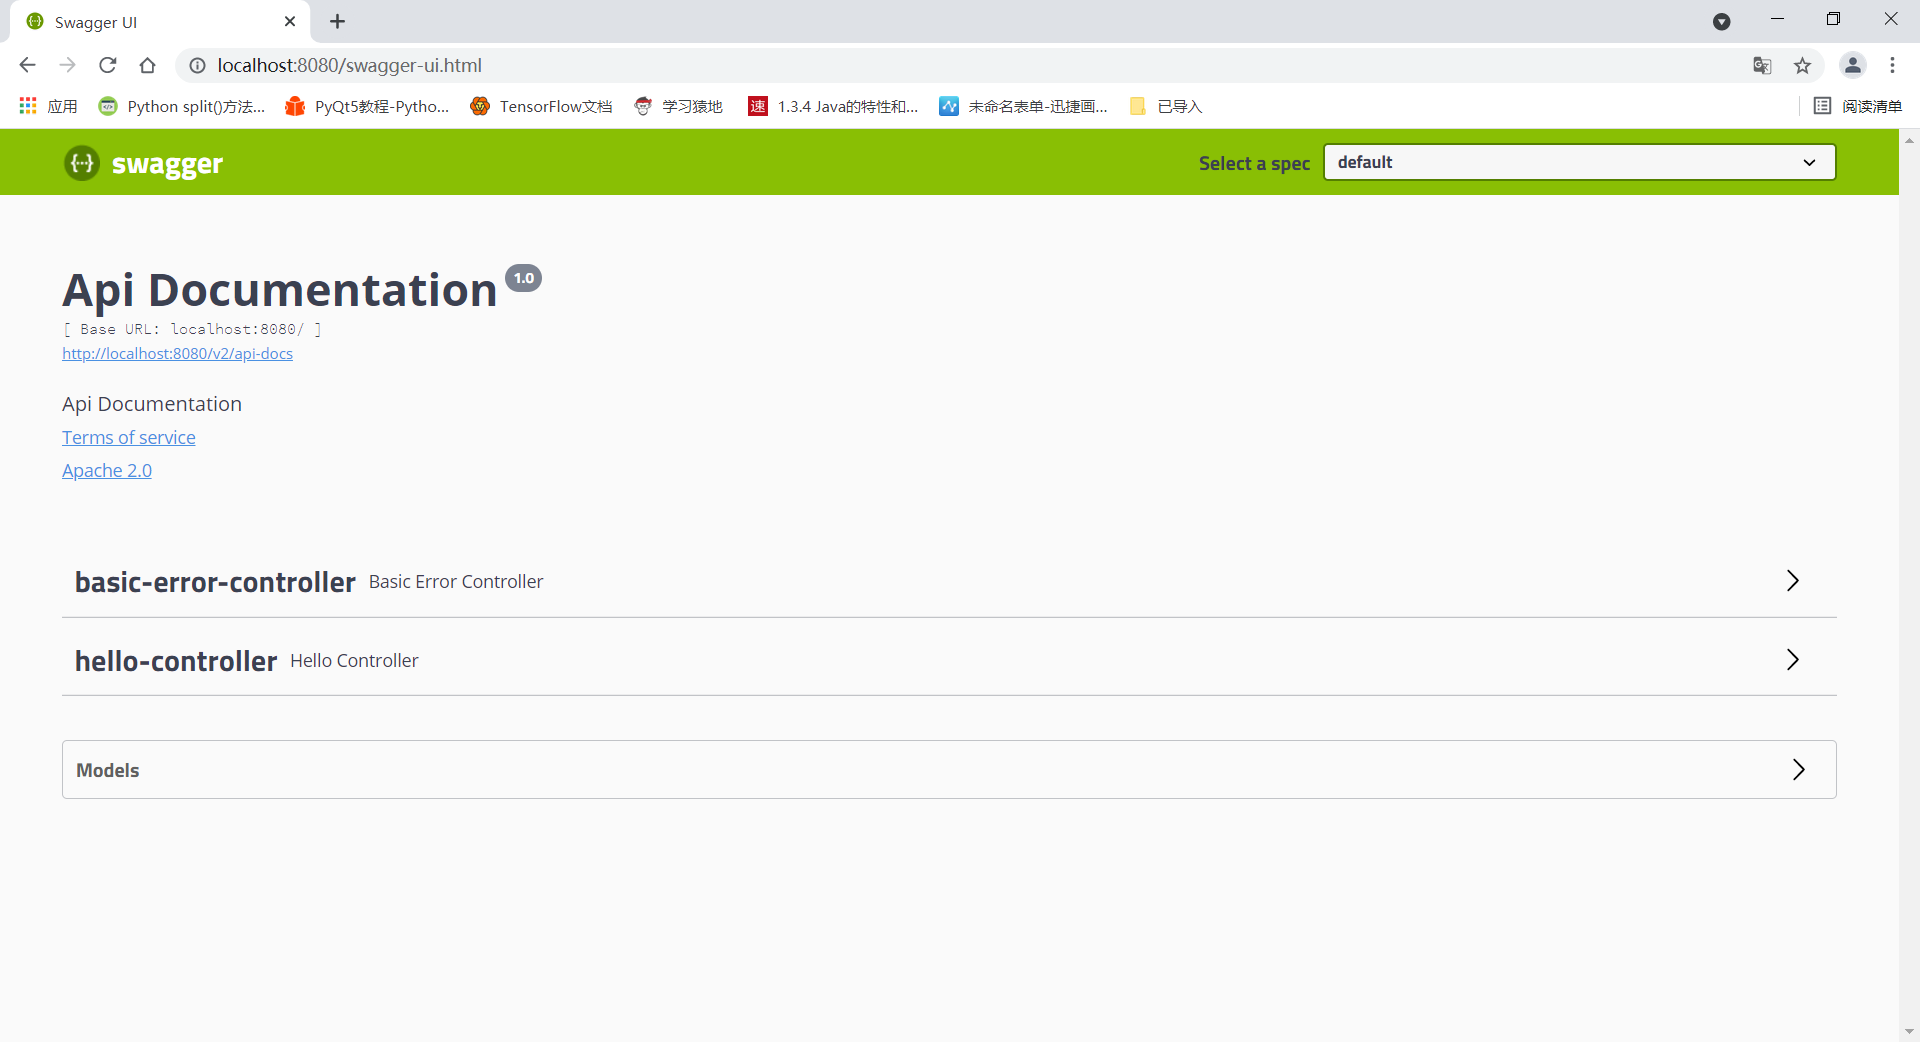 Swagger UI
localhost:8080/swagger-ui.html
应用
Python split()方法...
PyQt5教程-Pytho...
TensorFlow文档
学习猿地
速
1.3.4 Java的特性和...
未命名表单-迅捷画...
已导入
阅读清单
{...} swagger
Select a spec
default
Api Documentation 1.0
[ Base URL: localhost:8080/ ]
http://localhost:8080/v2/api-docs
Api Documentation
Terms of service
Apache 2.0
basic-error-controller Basic Error Controller
hello-controller Hello Controller
Models